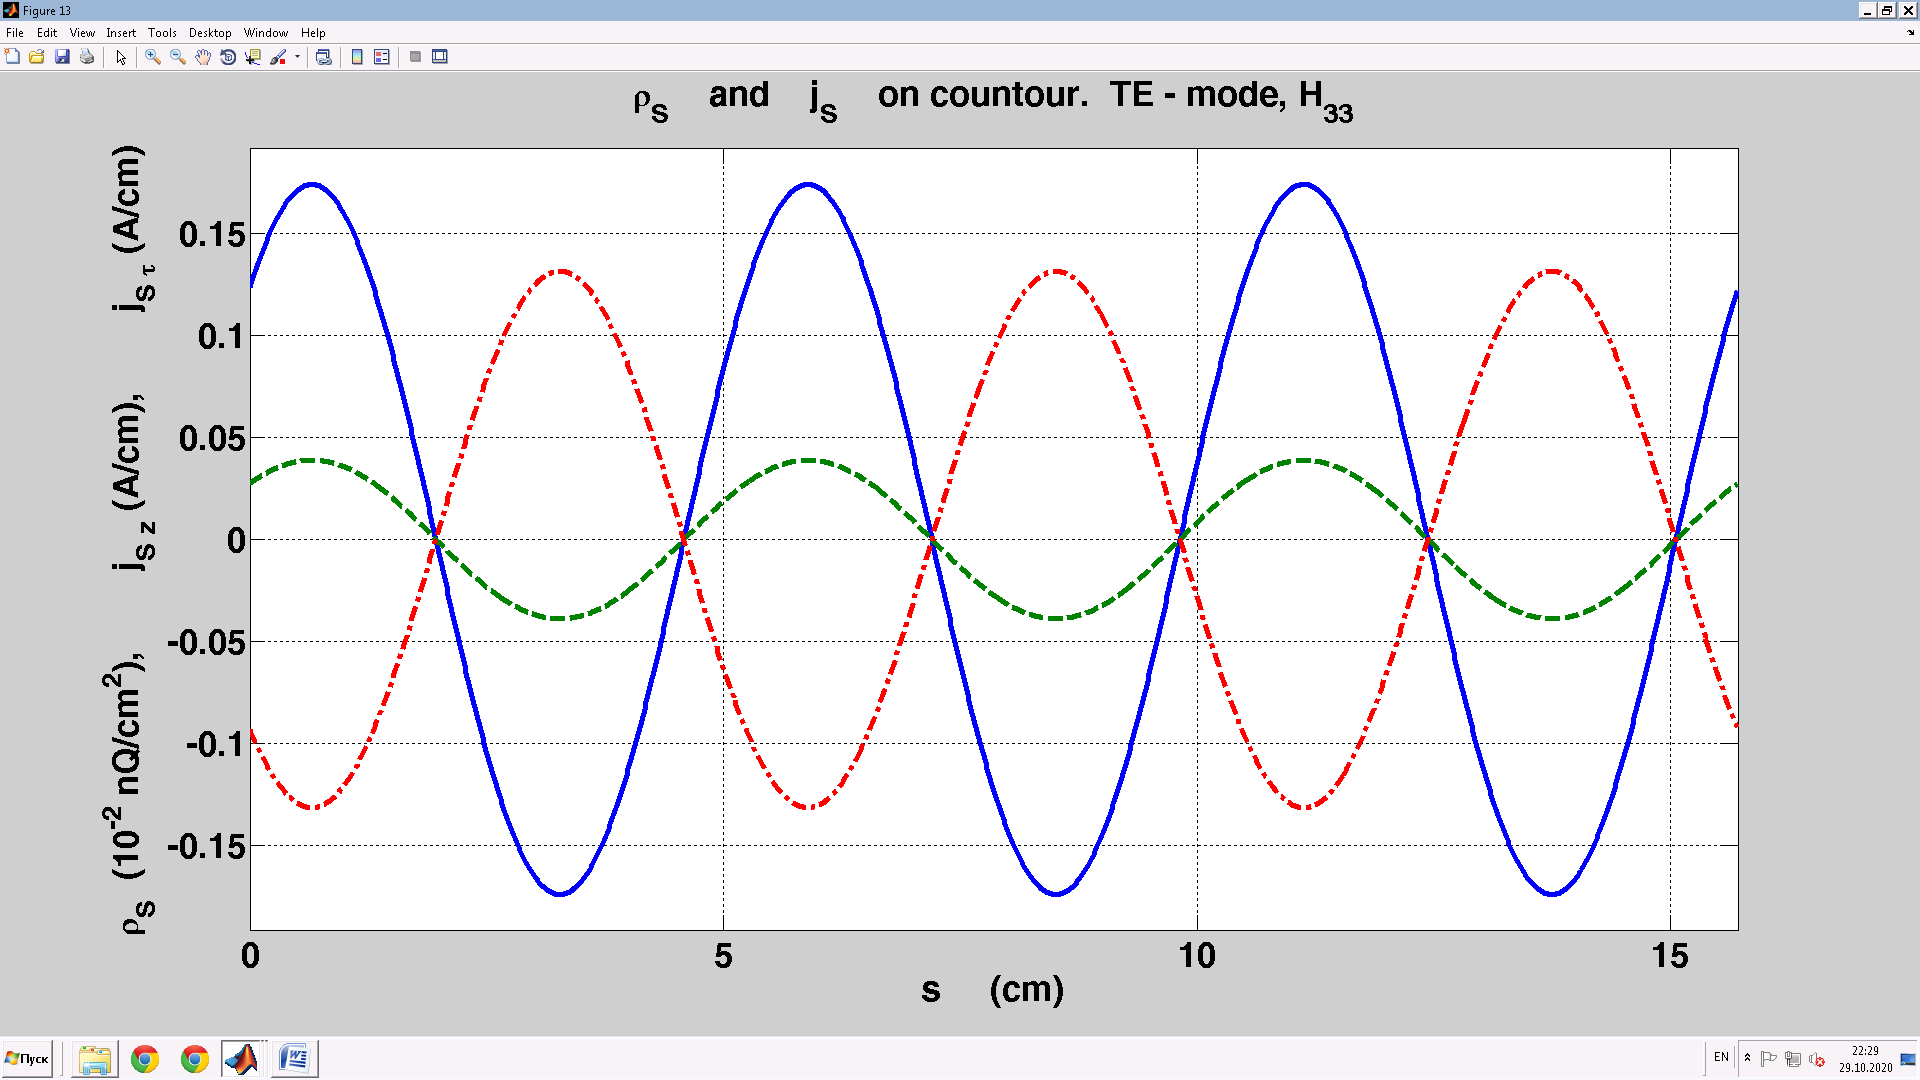 Figure 13
File Edit View Insert Tools Desktop Window Help
ρS and jS on countour. TE - mode, H33
ρS (10-2 nQ/cm2), jS z (A/cm), jS τ (A/cm)
0.15
0.1
0.05
0
-0.05
-0.1
-0.15
0 5 10 15
s (cm)
Пуск
EN
22:29
29.10.2020